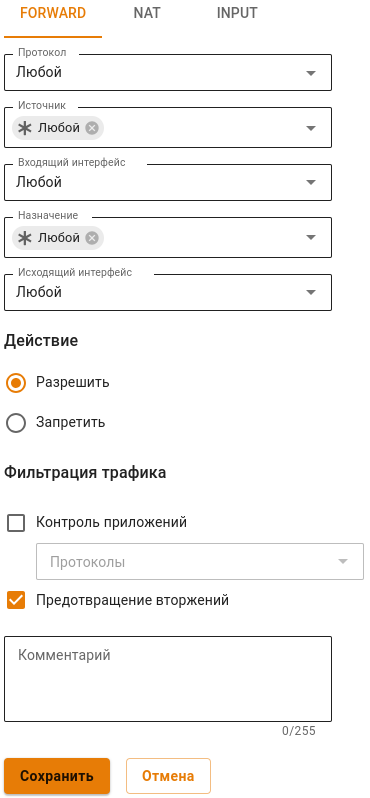 FORWARD NAT INPUT
Протокол
Любой
Источник
Любой
Входящий интерфейс
Любой
Назначение
Любой
Исходящий интерфейс
Любой
Действие
Разрешить
Запретить
Фильтрация трафика
Контроль приложений
Протоколы
Предотвращение вторжений
Комментарий
0/255
Сохранить Отмена